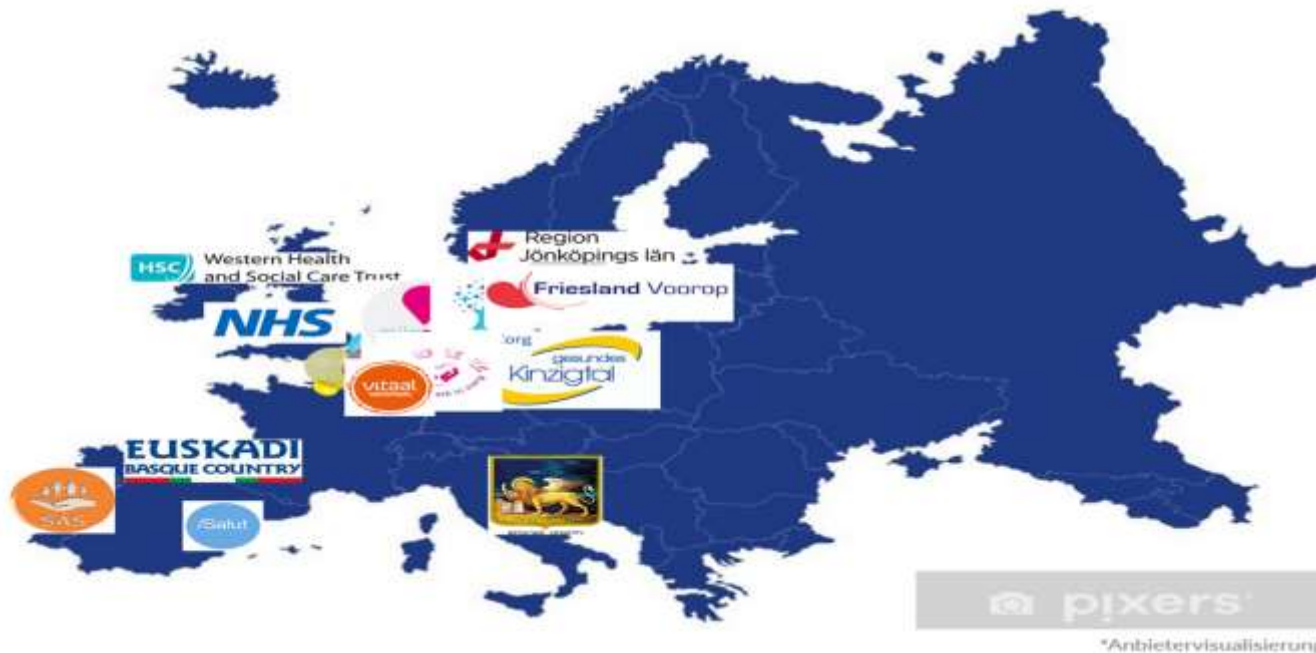 Region
Jönköpings län
HSC
Western Health
and Social Care Trust
Friesland Voorop
NHS
org
gesundes
Kinzigtal
vitaal
EUSKADI
BASQUE COUNTRY
SAS
/Salut
pixers
*Anbietervisualisierung